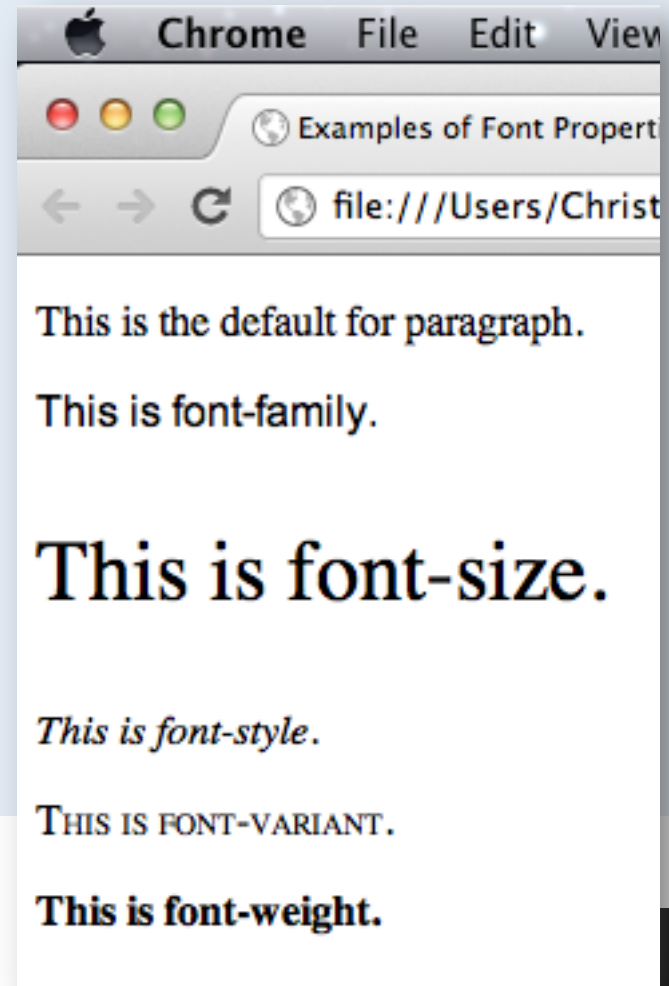 Chrome File Edit View
Examples of Font Properti
file:///Users/Christ
This is the default for paragraph.
This is font-family.
This is font-size.
This is font-style.
This is font-variant.
This is font-weight.